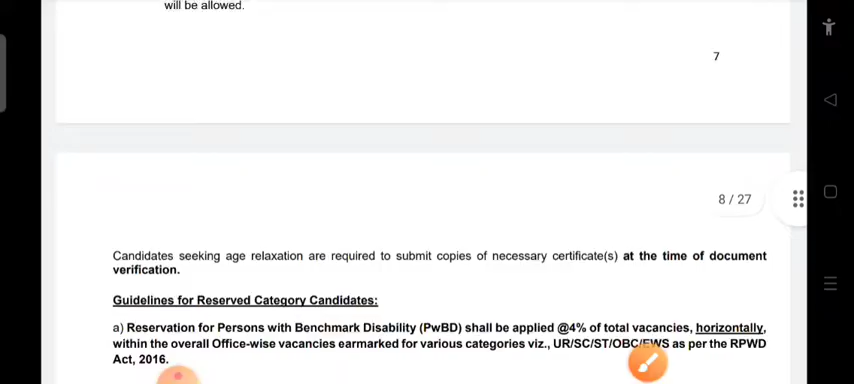 will be allowed.
7
8 / 27
Candidates seeking age relaxation are required to submit copies of necessary certificate(s) at the time of document
verification.
Guidelines for Reserved Category Candidates:
a) Reservation for Persons with Benchmark Disability (PwBD) shall be applied @4% of total vacancies, horizontally,
within the overall Office-wise vacancies earmarked for various categories viz., UR/SC/ST/OBC/EWS as per the RPWD
Act, 2016.